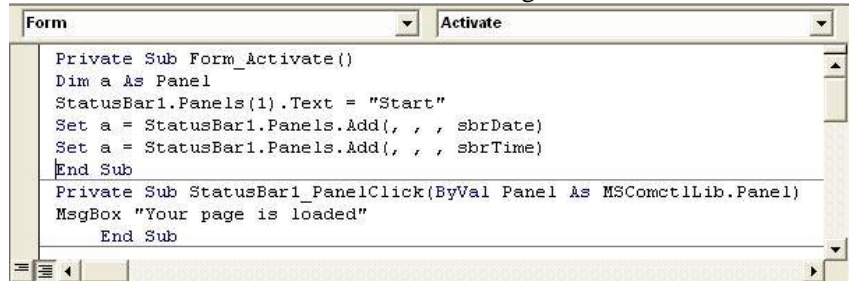 Form Activate
Private Sub Form_Activate()
Dim a As Panel
StatusBar1.Panels(1).Text = "Start"
Set a = StatusBar1.Panels.Add(, , , sbrDate)
Set a = StatusBar1.Panels.Add(, , , sbrTime)
End Sub
Private Sub StatusBar1_PanelClick(ByVal Panel As MSComctlLib.Panel)
MsgBox "Your page is loaded"
End Sub